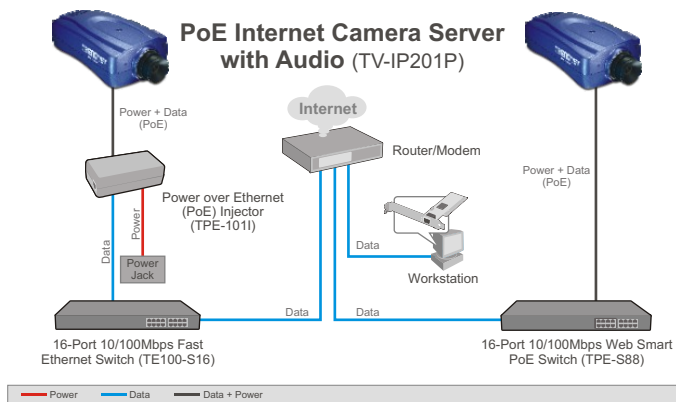 PoE Internet Camera Server
with Audio (TV-IP201P)
Internet
Power + Data
(PoE)
Router/Modem
Power + Data
(PoE)
Power over Ethernet
(PoE) Injector
(TPE-101I)
Data
Power
Power
Jack
Data
Workstation
Data
Data
16-Port 10/100Mbps Fast
Ethernet Switch (TE100-S16)
16-Port 10/100Mbps Web Smart
PoE Switch (TPE-S88)
Power
Data
Data + Power